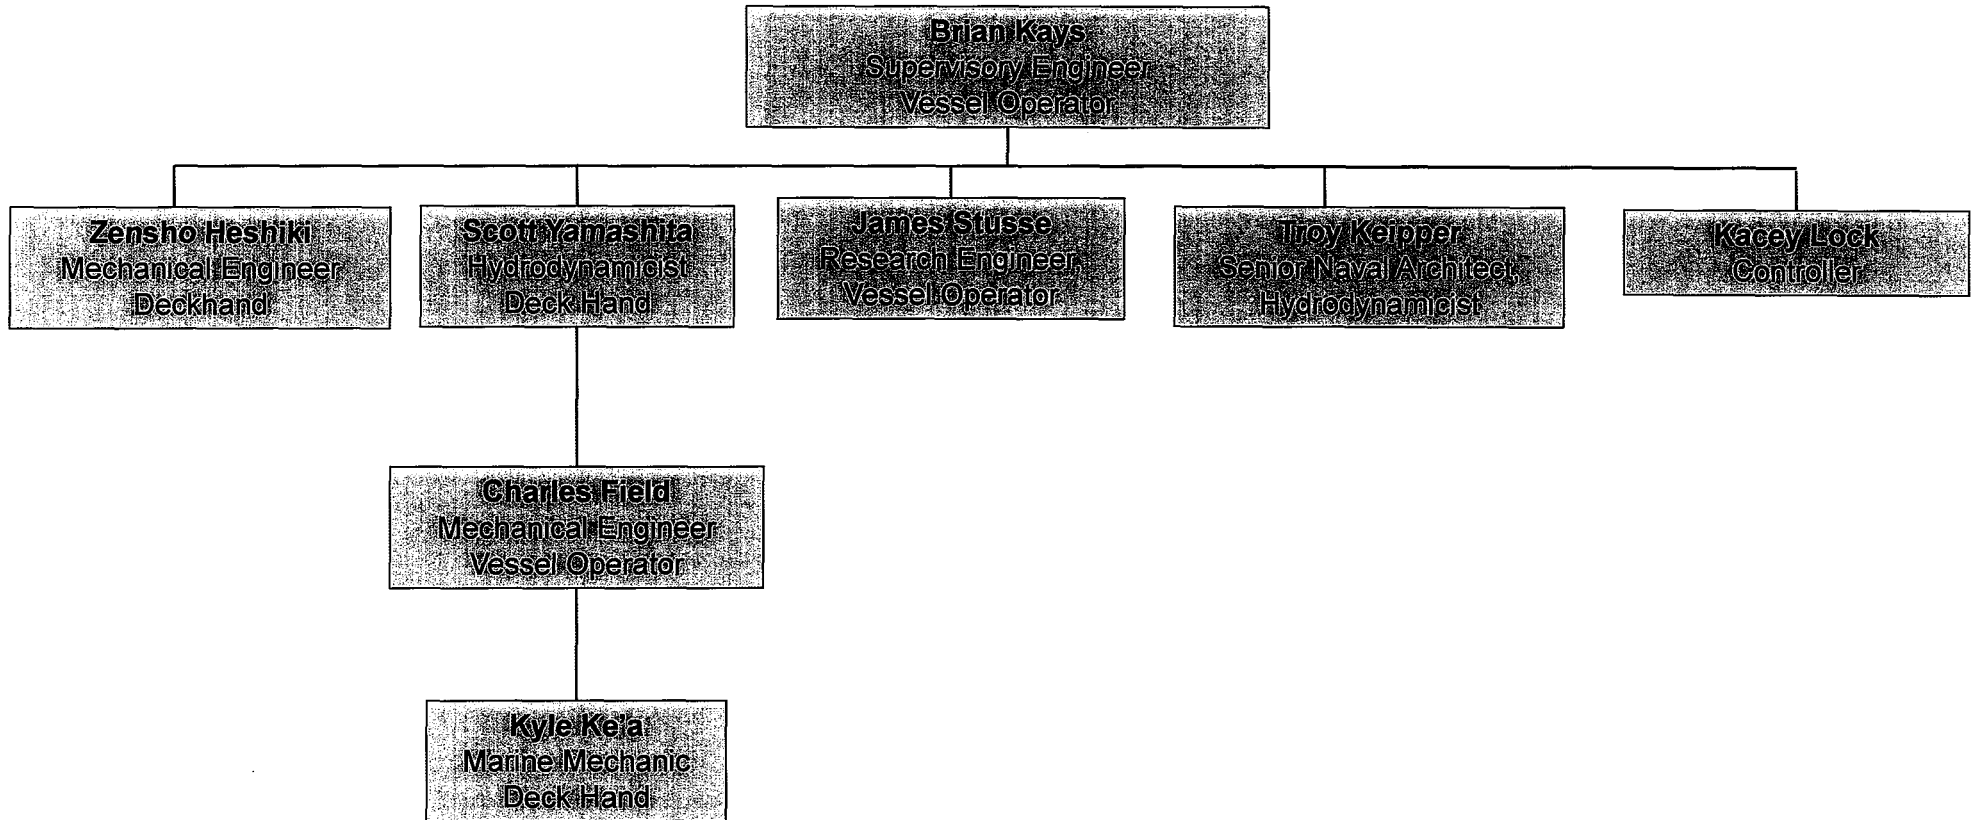 Brian Kays
Supervisory Engineer
Vessel Operator
Zensho Heshiki
Mechanical Engineer
Deckhand
Scott Yamashita
Hydrodynamicist
Deck Hand
James Stusse
Research Engineer,
Vessel Operator
Troy Keipper
Senior Naval Architect,
Hydrodynamicist
Kacey Lock
Controller
Charles Field
Mechanical Engineer
Vessel Operator
Kyle Ke'a
Marine Mechanic
Deck Hand